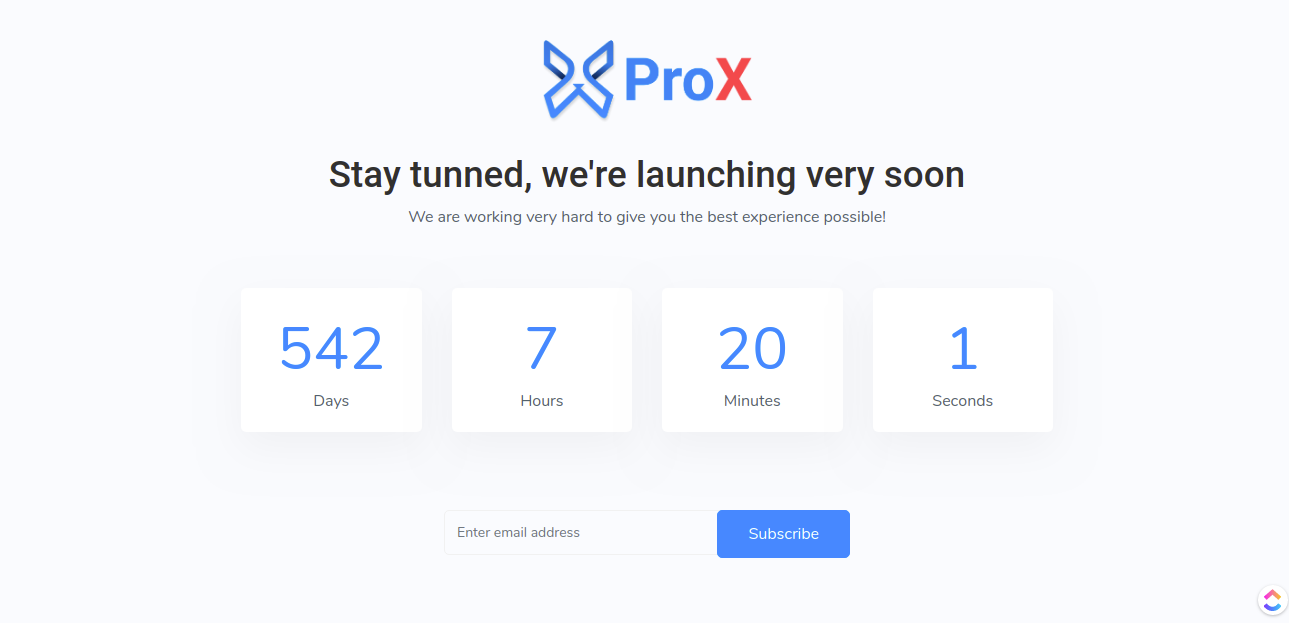 ProX
Stay tunned, we're launching very soon
We are working very hard to give you the best experience possible!
542 7 20 1
Days Hours Minutes Seconds
Enter email address Subscribe